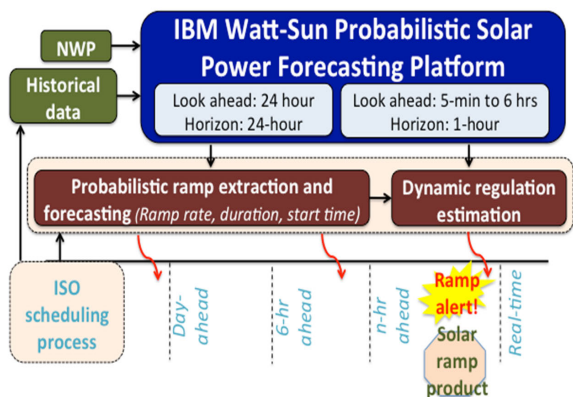 IBM Watt-Sun Probabilistic Solar
Power Forecasting Platform
NWP
Historical
data
Look ahead: 24 hour
Horizon: 24-hour
Look ahead: 5-min to 6 hrs
Horizon: 1-hour
Probabilistic ramp extraction and
forecasting (Ramp rate, duration, start time)
Dynamic regulation
estimation
ISO
scheduling
process
Day-
ahead
6-hr
ahead
n-hr
ahead
Ramp
alert!
Real-time
Solar
ramp
product